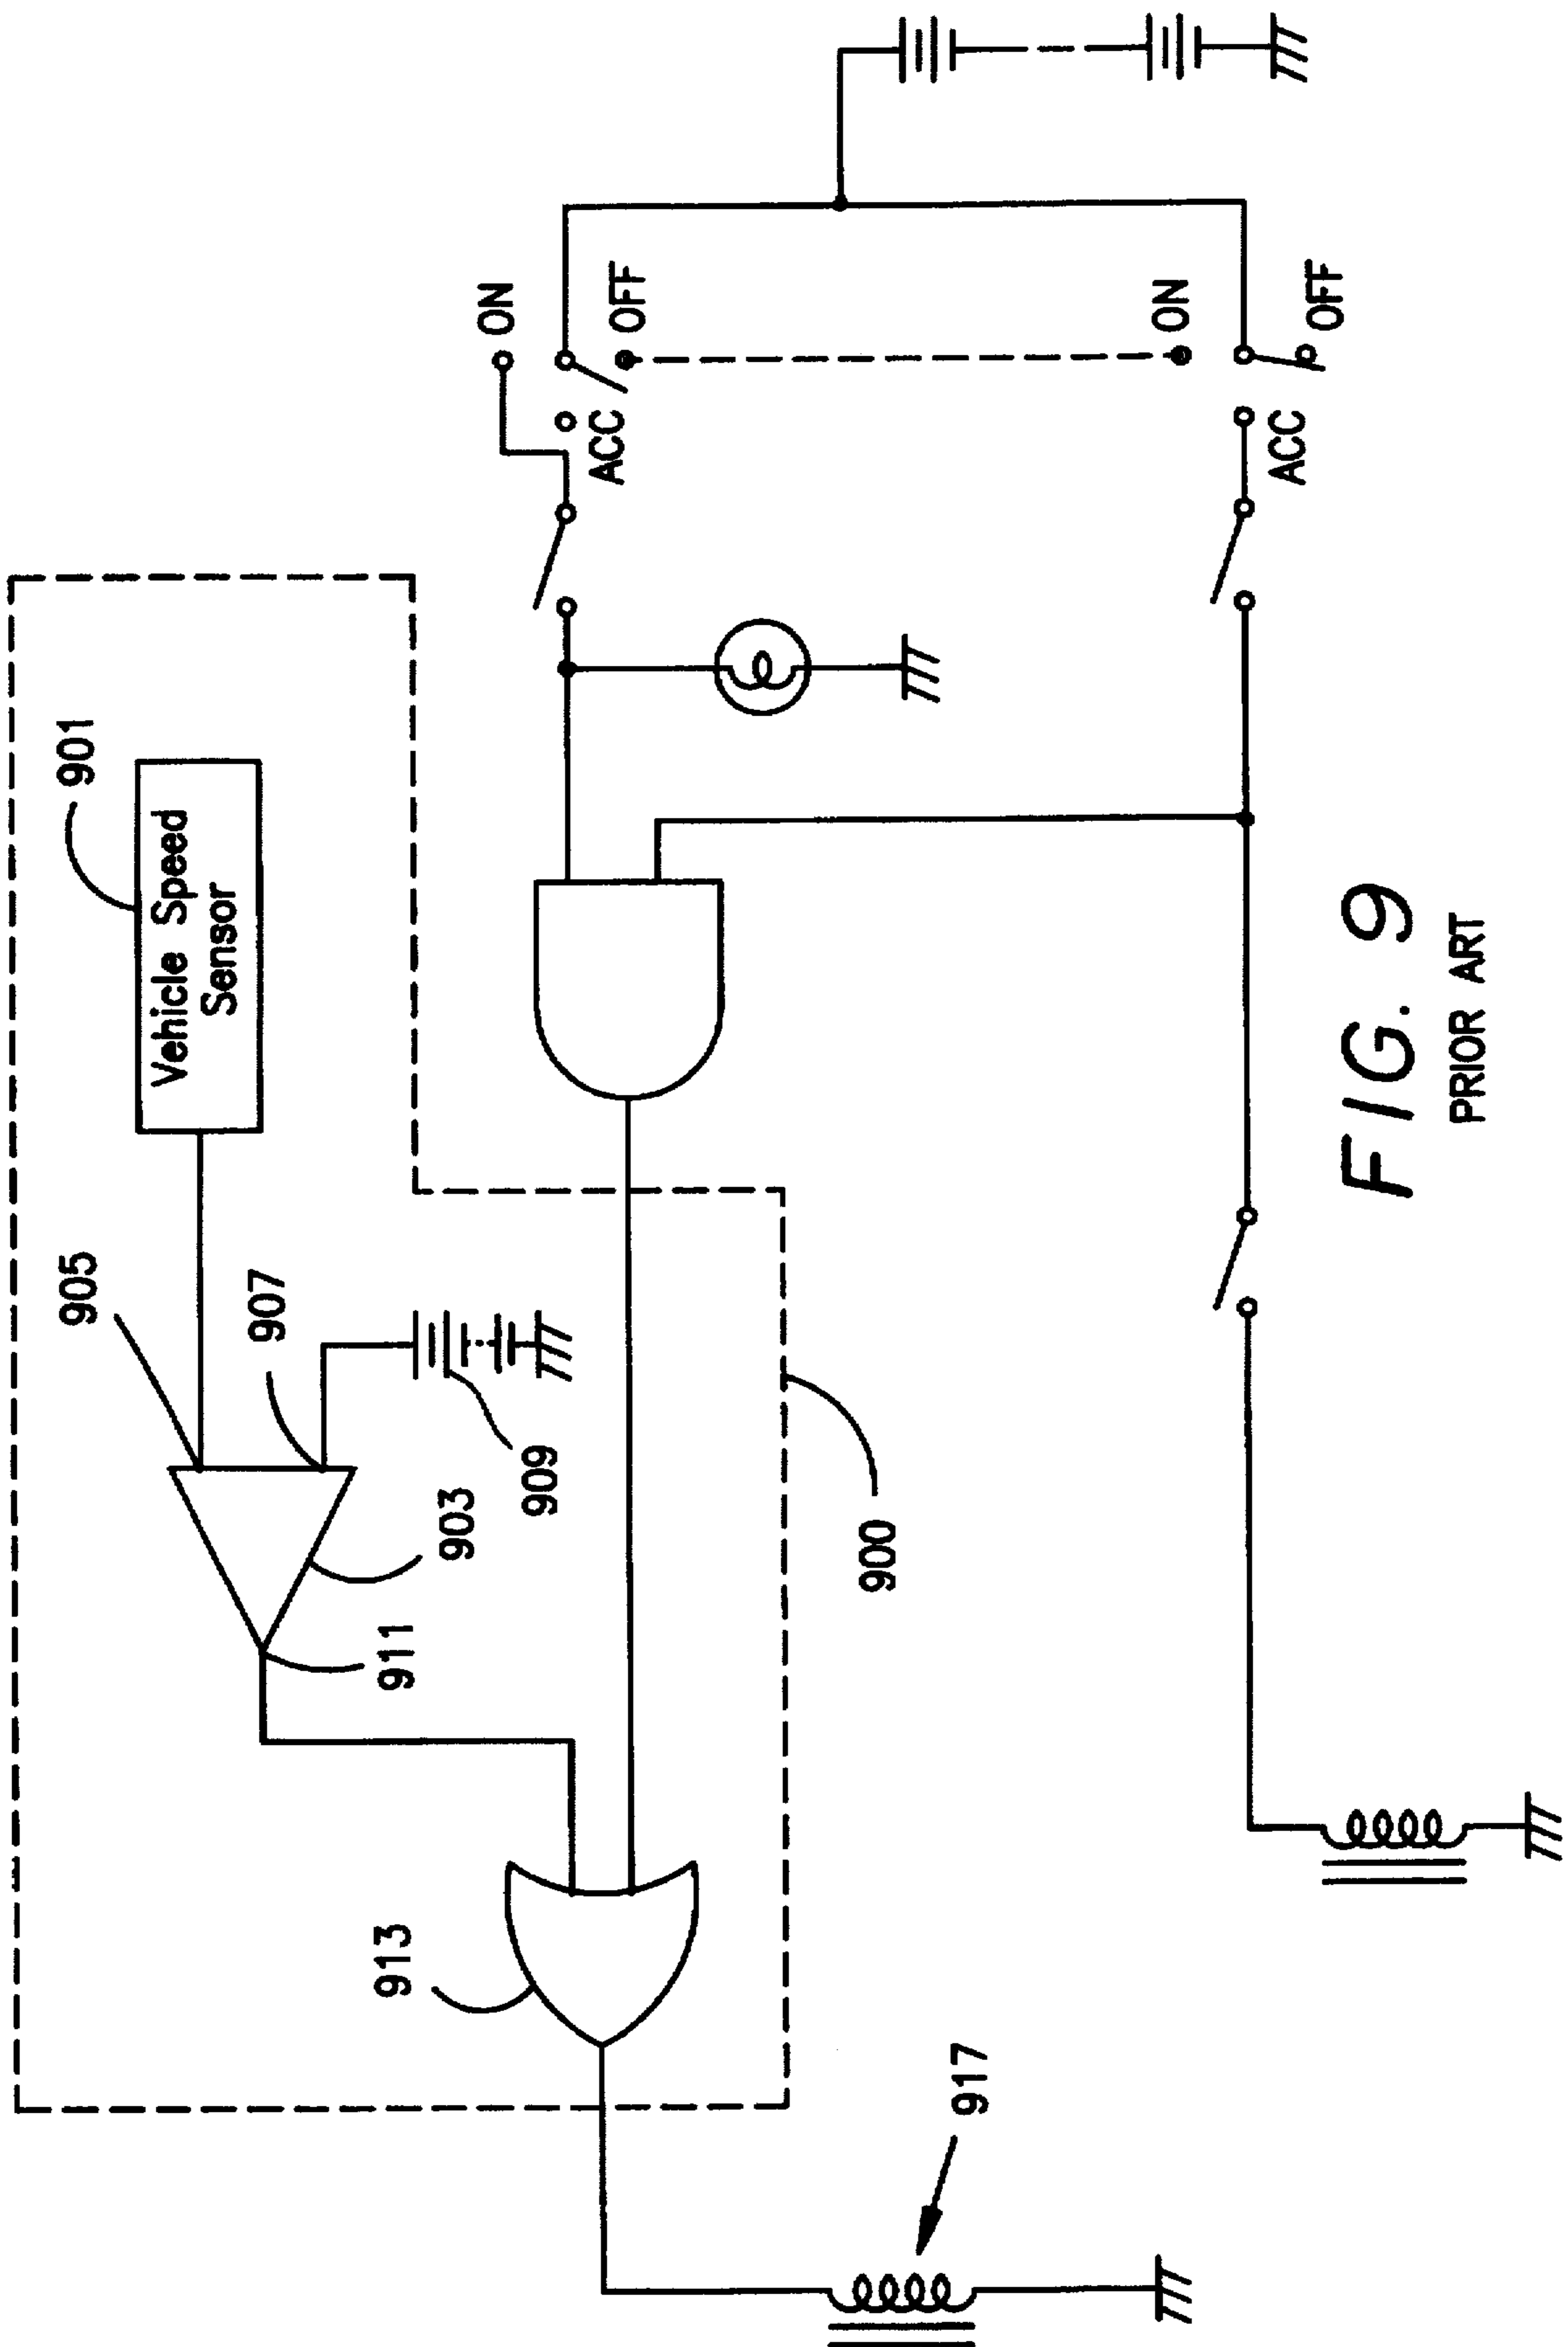 901
Vehicle Speed
Sensor
905
907
909
903
911
913
900
917
ON
OFF
ACC
ON
OFF
ACC
FIG. 9
PRIOR ART